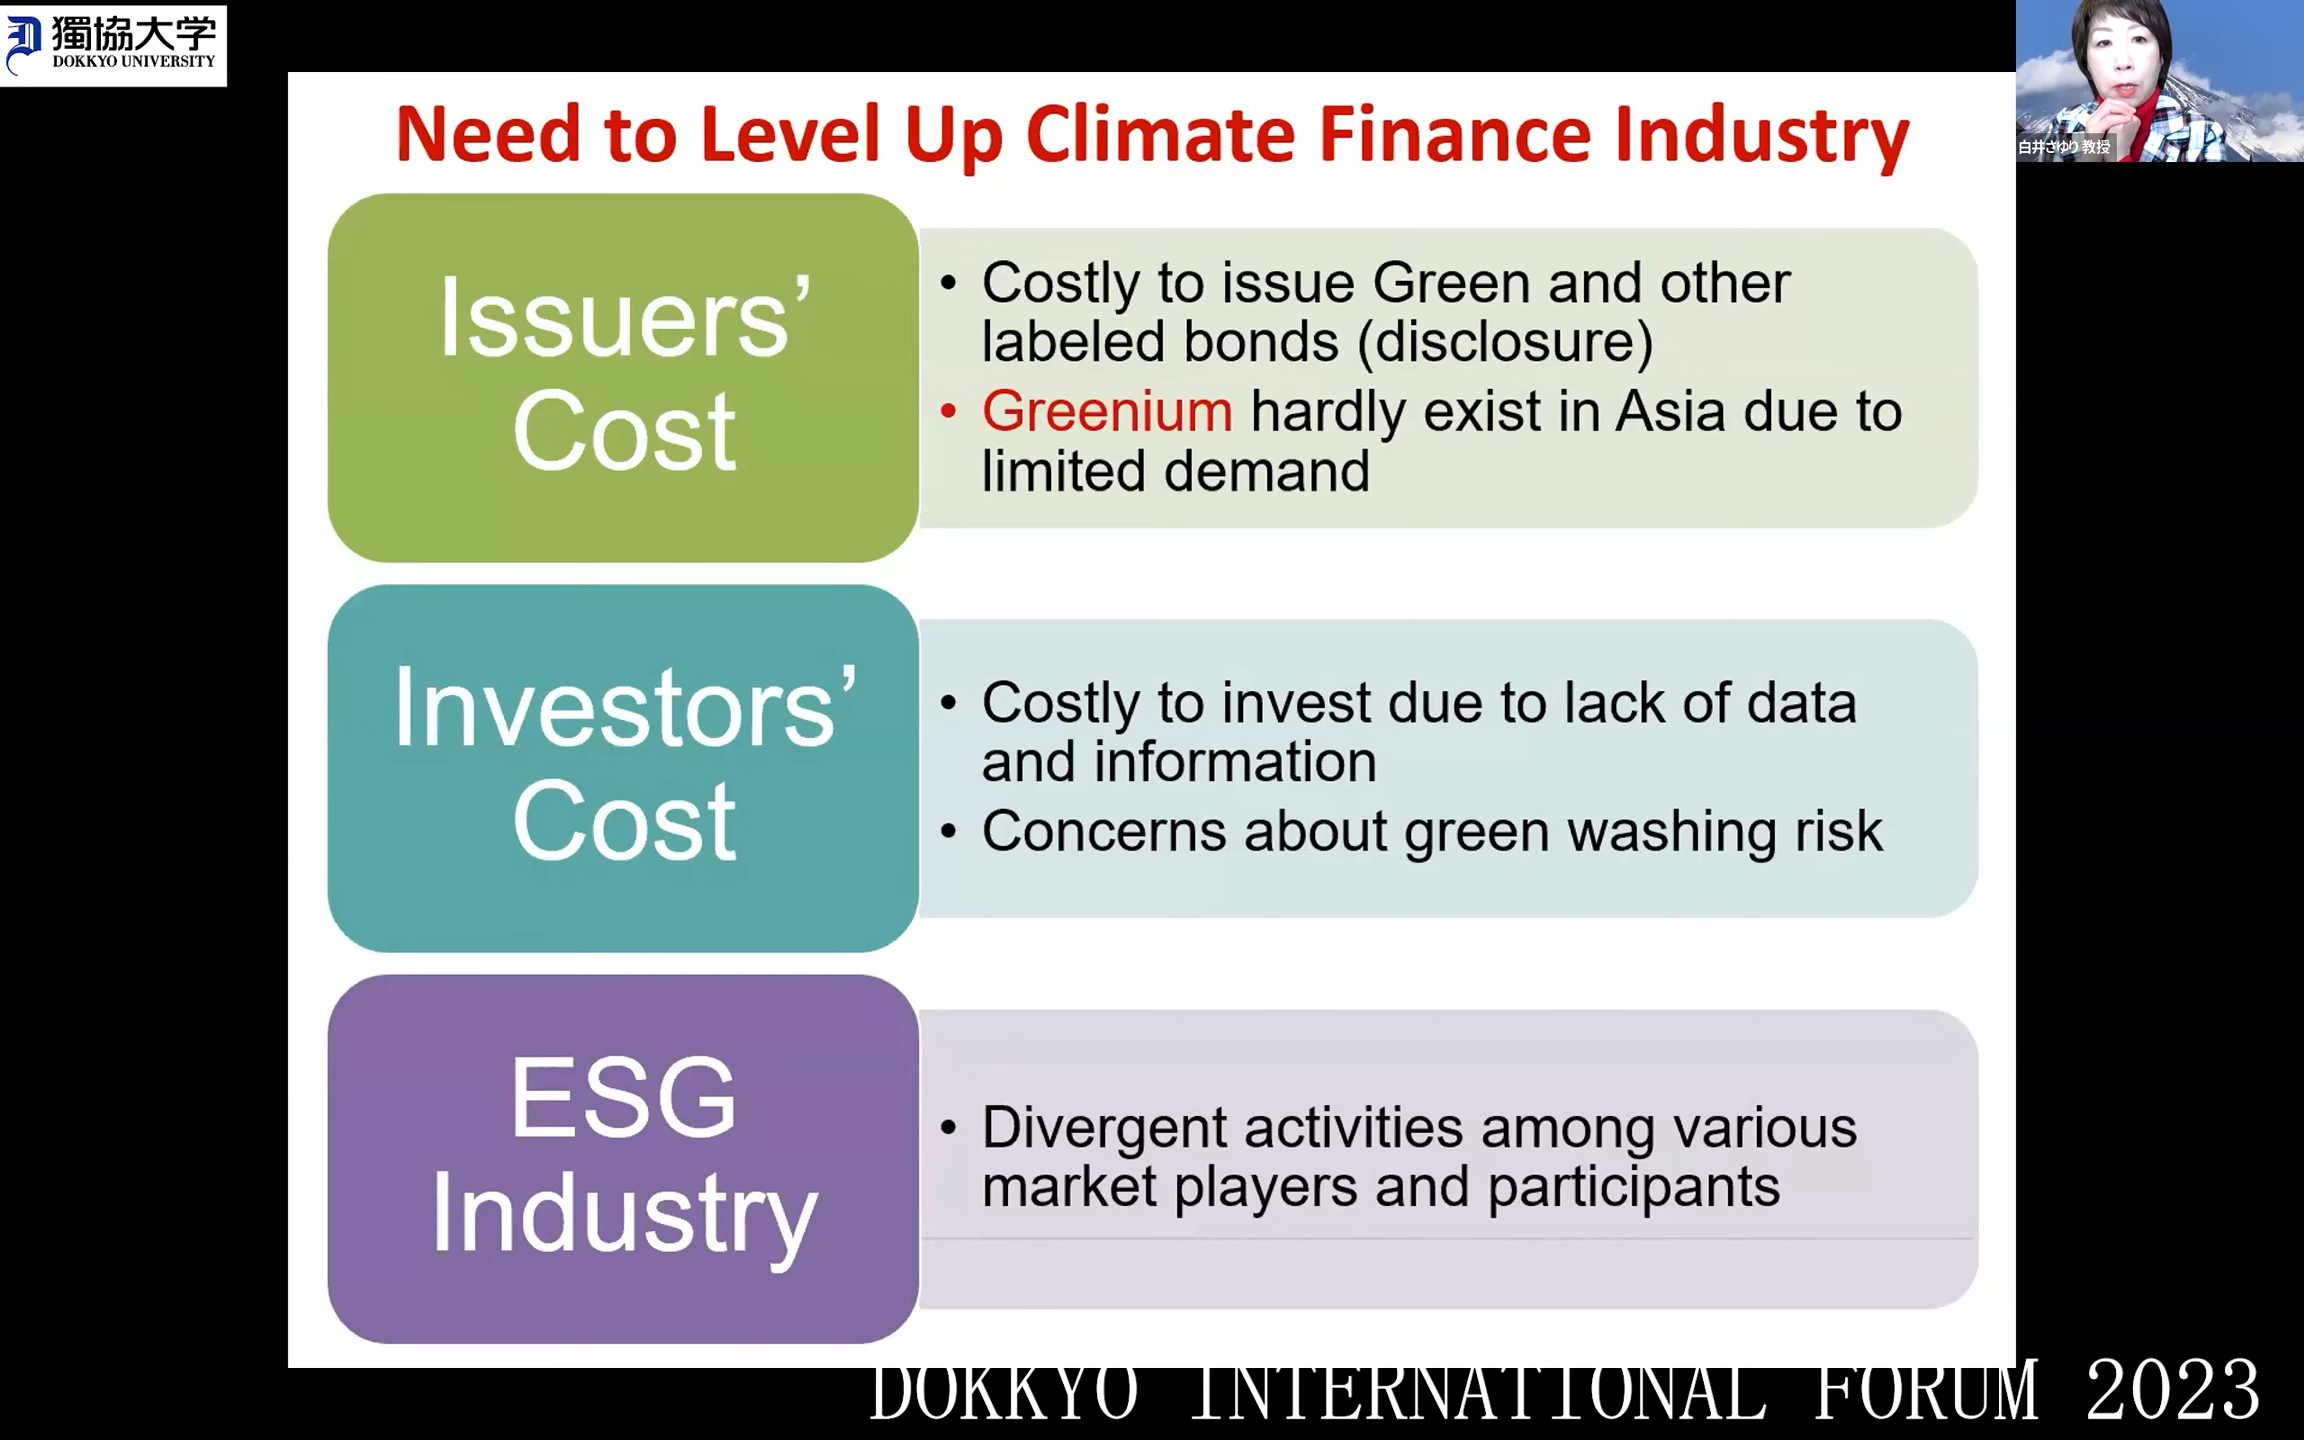 獨協大学
DOKKYO UNIVERSITY
白井さゆり 教授
Need to Level Up Climate Finance Industry
Issuers’
Cost
• Costly to issue Green and other
labeled bonds (disclosure)
• Greenium hardly exist in Asia due to
limited demand
Investors’
Cost
• Costly to invest due to lack of data
and information
• Concerns about green washing risk
ESG
Industry
• Divergent activities among various
market players and participants
DOKKYO INTERNATIONAL FORUM 2023